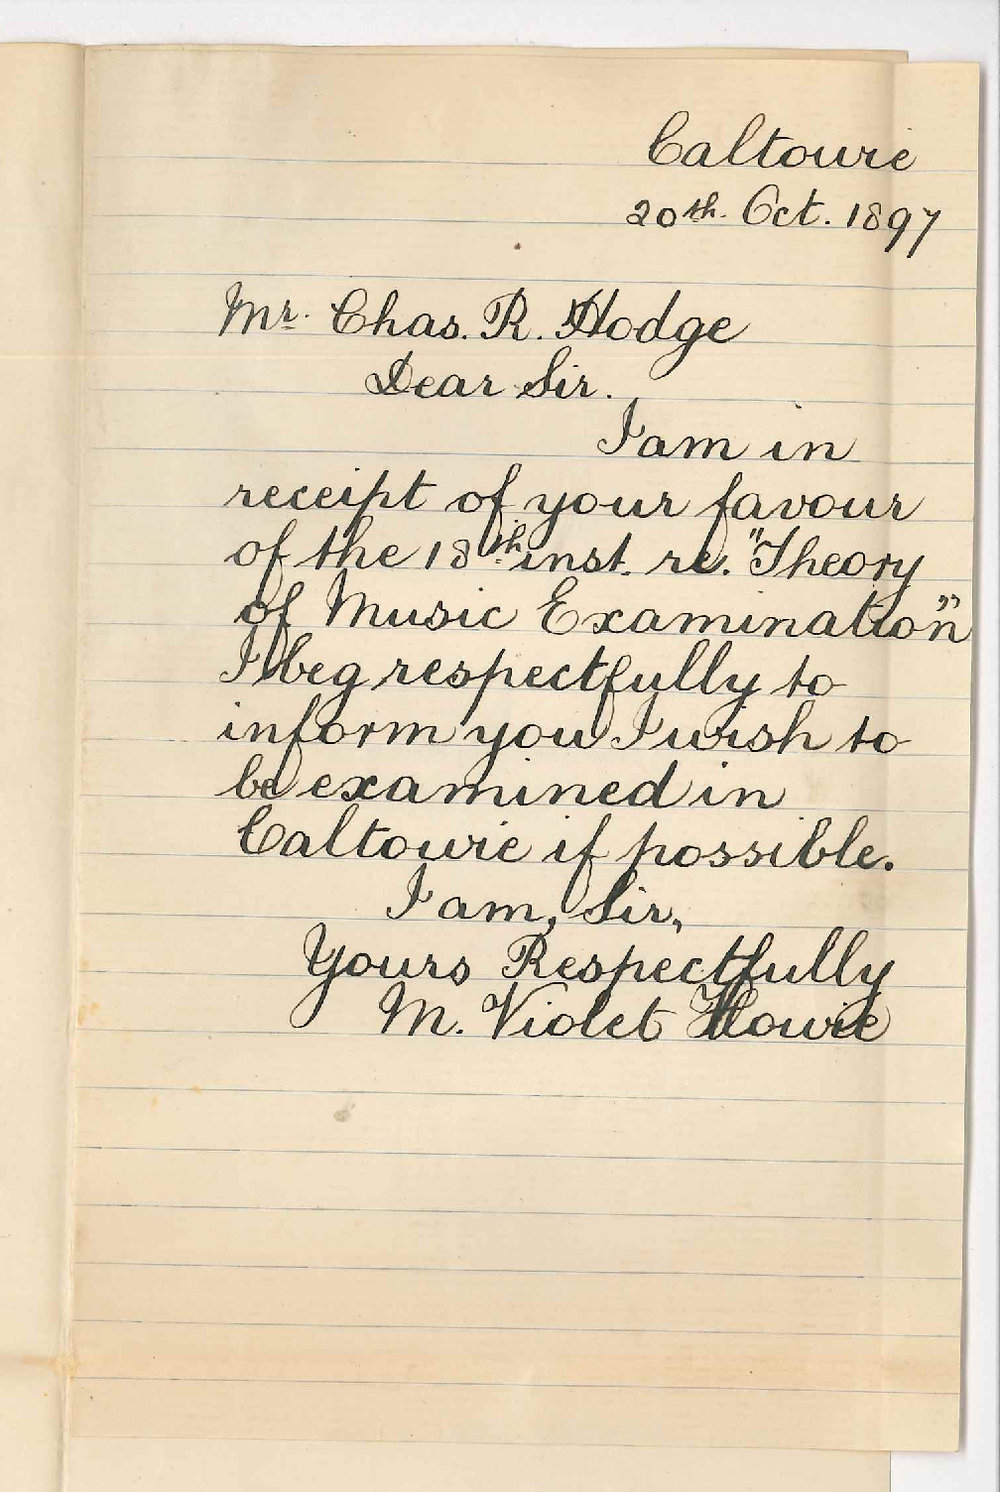 Caltowie
20th. Oct. 1897
Mr. Chas. R. Hodge
Dear Sir.
I am in
receipt of your favour
of the 18th. inst. re. "Theory
of Music Examination"
I beg respectfully to
inform you I wish to
be examined in
Caltowie if possible.
I am, Sir,
Yours Respectfully
M. Violet Howie